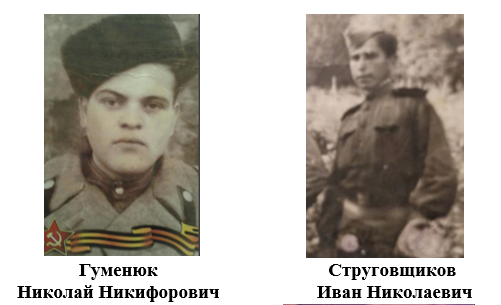 Гуменюк
Николай Никифорович
Струговщиков
Иван Николаевич